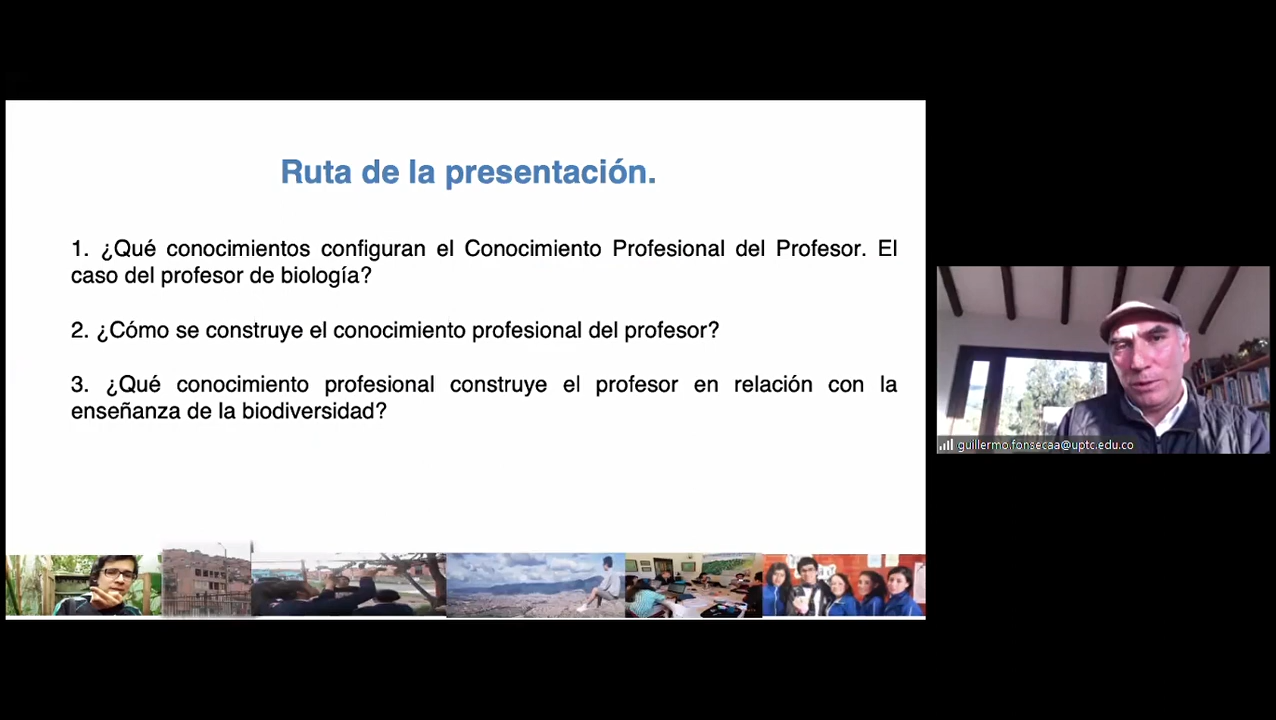 Ruta de la presentación.
1. ¿Qué conocimientos configuran el Conocimiento Profesional del Profesor. El
caso del profesor de biología?
2. ¿Cómo se construye el conocimiento profesional del profesor?
3. ¿Qué conocimiento profesional construye el profesor en relación con la
enseñanza de la biodiversidad?
guillermo.fonsecaa@uptc.edu.co